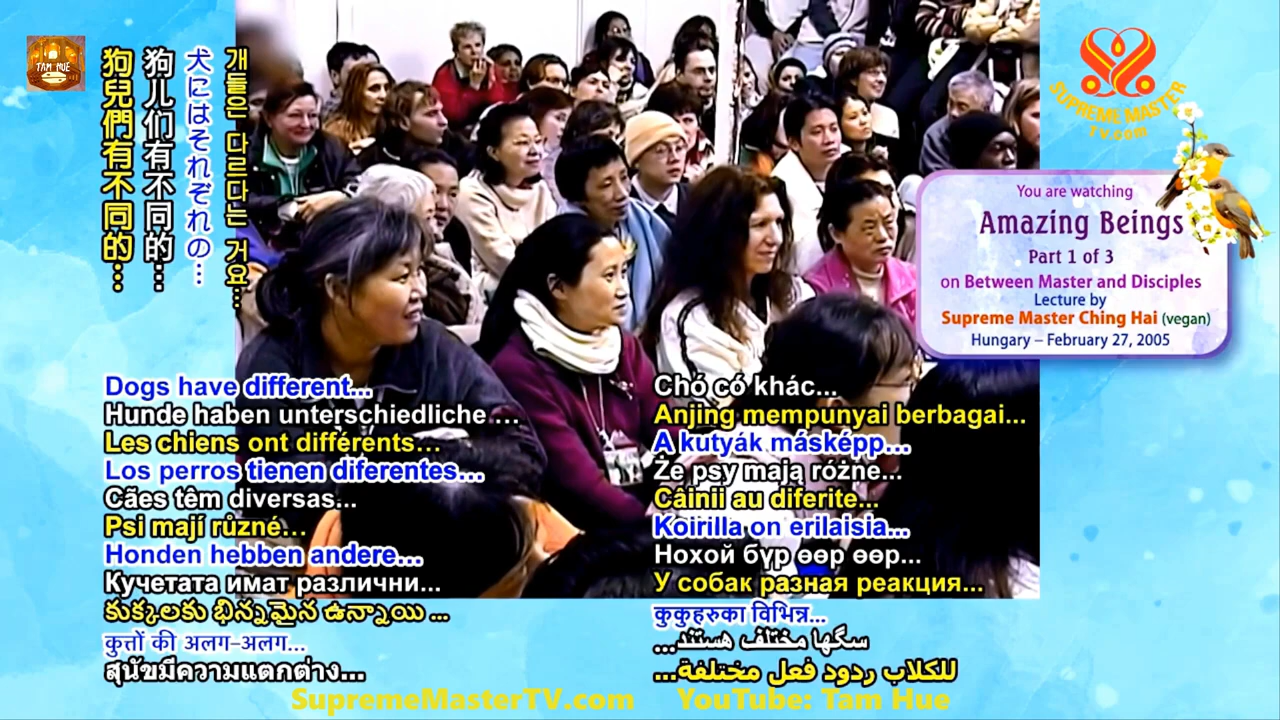 TAM HUE
狗兒們有不同的...
狗儿们有不同的...
犬にはそれぞれの...
개들은 다르다는 거요...
SUPREME MASTER
TV.com
You are watching
Amazing Beings
Part 1 of 3
on Between Master and Disciples
Lecture by
Supreme Master Ching Hai (vegan)
Hungary – February 27, 2005
Dogs have different...
Hunde haben unterschiedliche …
Les chiens ont différents…
Los perros tienen diferentes...
Cães têm diversas...
Psi mají různé…
Honden hebben andere...
Кучетата имат различни...
కుక్కలకు భిన్నమైన ఉన్నాయి ...
कुत्तों की अलग-अलग...
สุนัขมีความแตกต่าง...
Chó có khác...
Anjing mempunyai berbagai...
A kutyák másképp...
Że psy mają różne...
Câinii au diferite...
Koirilla on erilaisia...
Нохой бүр өөр өөр...
У собак разная реакция...
कुकुहरुका विभिन्न...
سگها مختلف هستند...
للكلاب ردود فعل مختلفة...
SupremeMasterTV.com
YouTube: Tam Hue